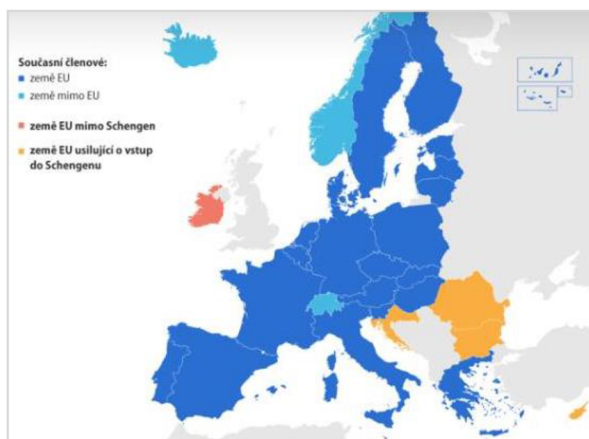 Současní členové:
země EU
země mimo EU
země EU mimo Schengen
země EU usilující o vstup
do Schengenu